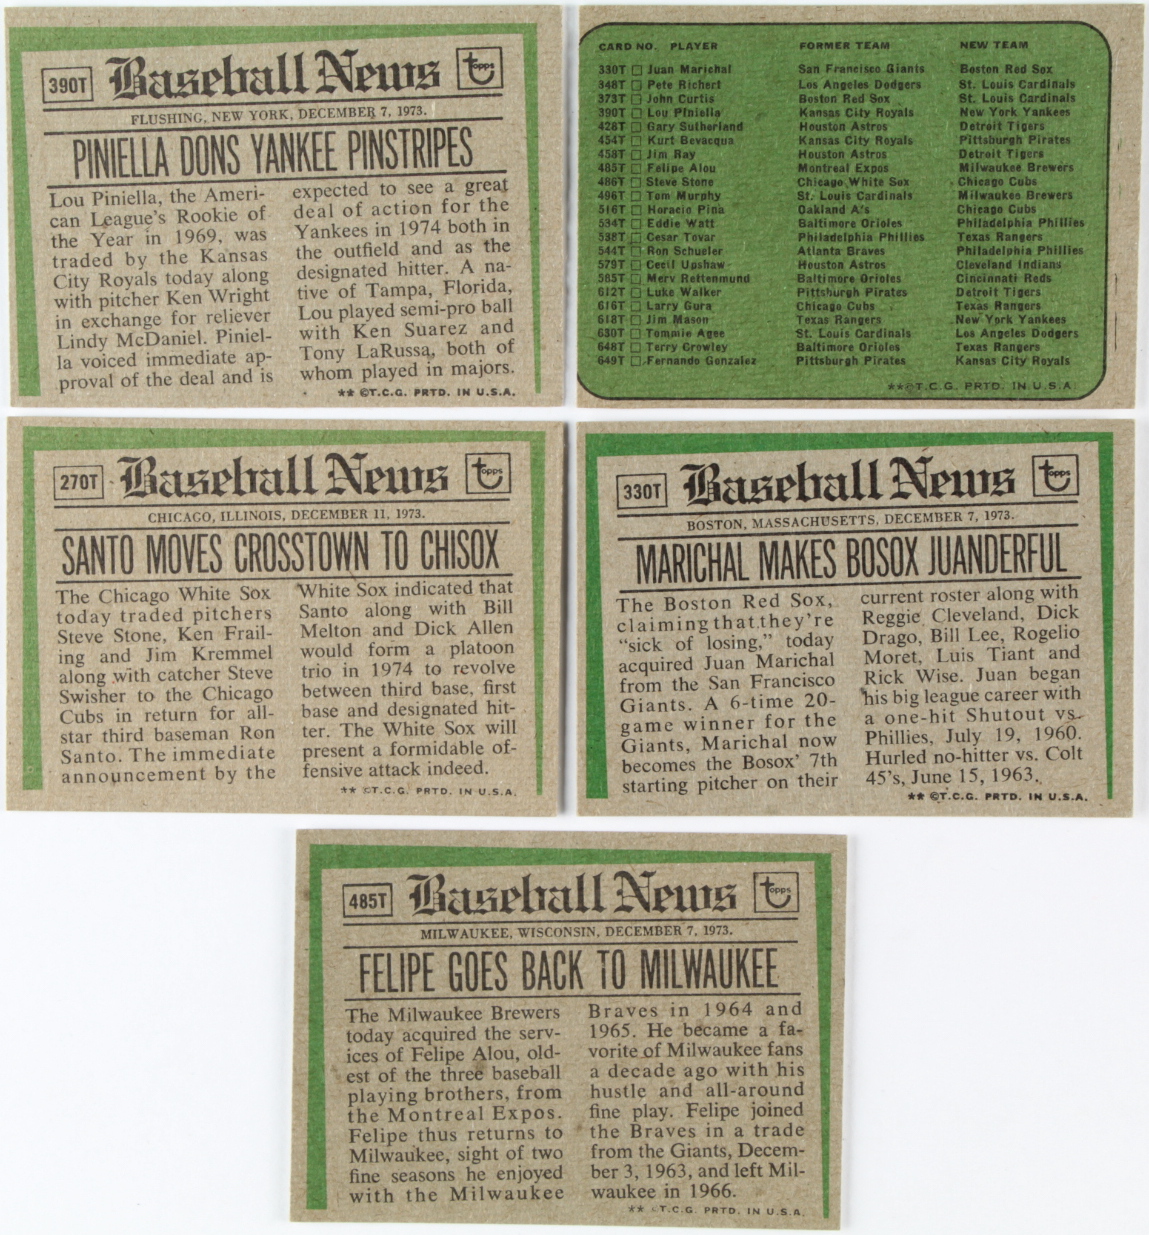 390T
Baseball News
topps
FLUSHING, NEW YORK, DECEMBER 7, 1973.
PINIELLA DONS YANKEE PINSTRIPES
Lou Piniella, the Ameri-
can League's Rookie of
the Year in 1969, was
traded by the Kansas
City Royals today along
with pitcher Ken Wright
in exchange for reliever
Lindy McDaniel. Piniel-
la voiced immediate ap-
proval of the deal and is
expected to see a great
deal of action for the
Yankees in 1974 both in
the outfield and as the
designated hitter. A na-
tive of Tampa, Florida,
Lou played semi-pro ball
with Ken Suarez and
Tony LaRussa, both of
whom played in majors.
** ©T.C.G. PRTD. IN U.S.A.
CARD NO. PLAYER FORMER TEAM NEW TEAM
330T Juan Marichal San Francisco Giants Boston Red Sox
348T Pete Richert Los Angeles Dodgers St. Louis Cardinals
373T John Curtis Boston Red Sox St. Louis Cardinals
390T Lou Piniella Kansas City Royals New York Yankees
428T Gary Sutherland Houston Astros Detroit Tigers
454T Kurt Bevacqua Kansas City Royals Pittsburgh Pirates
458T Jim Ray Houston Astros Detroit Tigers
485T Felipe Alou Montreal Expos Milwaukee Brewers
486T Steve Stone Chicago White Sox Chicago Cubs
496T Tom Murphy St. Louis Cardinals Milwaukee Brewers
516T Horacio Pina Oakland A's Chicago Cubs
534T Eddie Watt Baltimore Orioles Philadelphia Phillies
538T Cesar Tovar Philadelphia Phillies Texas Rangers
544T Ron Schueler Atlanta Braves Philadelphia Phillies
579T Cecil Upshaw Houston Astros Cleveland Indians
585T Merv Rettenmund Baltimore Orioles Cincinnati Reds
612T Luke Walker Pittsburgh Pirates Detroit Tigers
616T Larry Gura Chicago Cubs Texas Rangers
618T Jim Mason Texas Rangers New York Yankees
630T Tommie Agee St. Louis Cardinals Los Angeles Dodgers
648T Terry Crowley Baltimore Orioles Texas Rangers
649T Fernando Gonzalez Pittsburgh Pirates Kansas City Royals
**©T.C.G. PRTD. IN U.S.A.
270T
Baseball News
topps
CHICAGO, ILLINOIS, DECEMBER 11, 1973.
SANTO MOVES CROSSTOWN TO CHISOX
The Chicago White Sox
today traded pitchers
Steve Stone, Ken Frail-
ing and Jim Kremmel
along with catcher Steve
Swisher to the Chicago
Cubs in return for all-
star third baseman Ron
Santo. The immediate
announcement by the
White Sox indicated that
Santo along with Bill
Melton and Dick Allen
would form a platoon
trio in 1974 to revolve
between third base, first
base and designated hit-
ter. The White Sox will
present a formidable of-
fensive attack indeed.
** ©T.C.G. PRTD. IN U.S.A.
330T
Baseball News
topps
BOSTON, MASSACHUSETTS, DECEMBER 7, 1973.
MARICHAL MAKES BOSOX JUANDERFUL
The Boston Red Sox,
claiming that they're
"sick of losing," today
acquired Juan Marichal
from the San Francisco
Giants. A 6-time 20-
game winner for the
Giants, Marichal now
becomes the Bosox' 7th
starting pitcher on their
current roster along with
Reggie Cleveland, Dick
Drago, Bill Lee, Rogelio
Moret, Luis Tiant and
Rick Wise. Juan began
his big league career with
a one-hit Shutout vs.
Phillies, July 19, 1960.
Hurled no-hitter vs. Colt
45's, June 15, 1963.
** ©T.C.G. PRTD. IN U.S.A.
485T
Baseball News
topps
MILWAUKEE, WISCONSIN, DECEMBER 7, 1973.
FELIPE GOES BACK TO MILWAUKEE
The Milwaukee Brewers
today acquired the serv-
ices of Felipe Alou, old-
est of the three baseball
playing brothers, from
the Montreal Expos.
Felipe thus returns to
Milwaukee, sight of two
fine seasons he enjoyed
with the Milwaukee
Braves in 1964 and
1965. He became a fa-
vorite of Milwaukee fans
a decade ago with his
hustle and all-around
fine play. Felipe joined
the Braves in a trade
from the Giants, Decem-
ber 3, 1963, and left Mil-
waukee in 1966.
** ©T.C.G. PRTD. IN U.S.A.